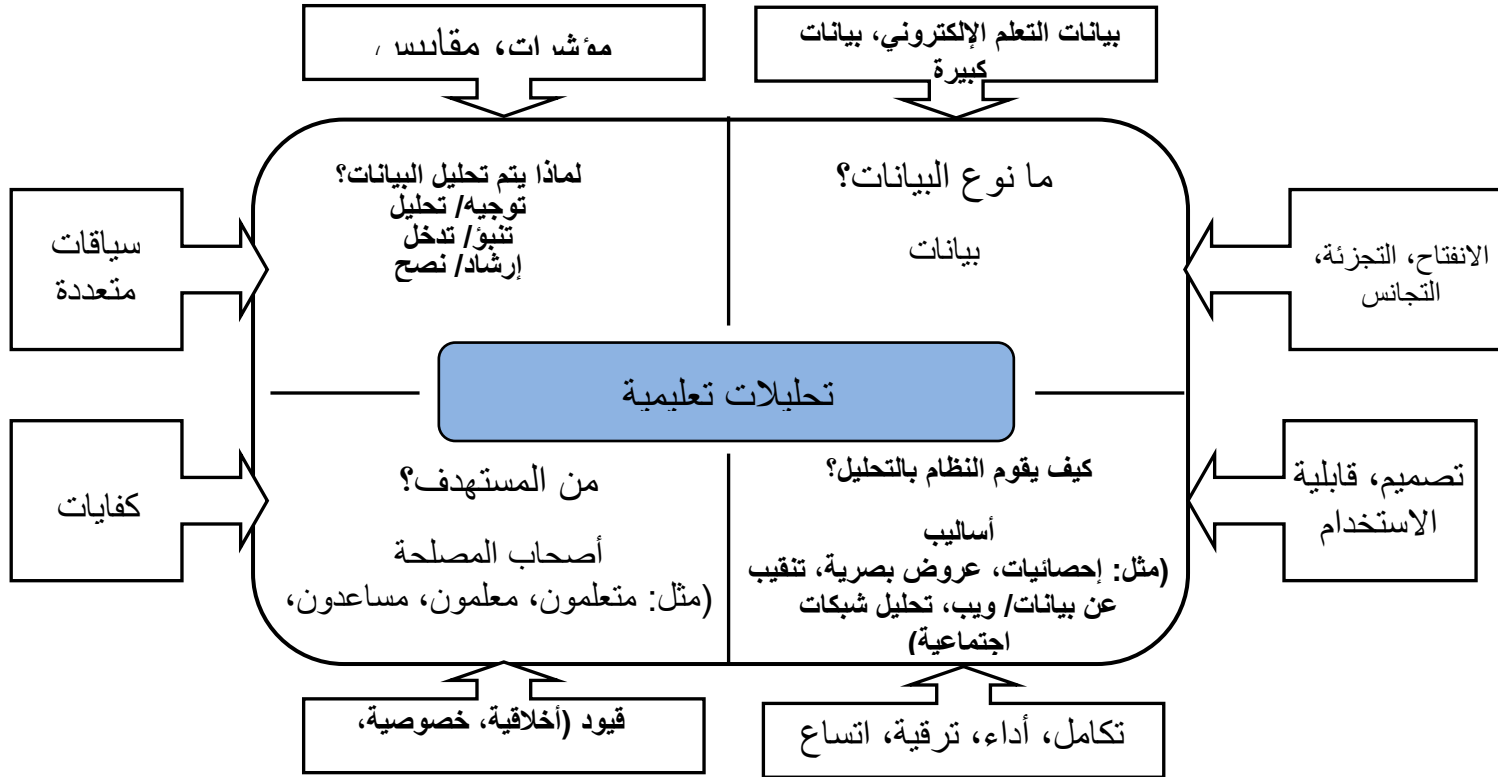 بيانات التعلم الإلكتروني، بيانات
كبيرة
مؤشرات، مقاييس،
ما نوع البيانات؟
بيانات
لماذا يتم تحليل البيانات؟
توجيه/ تحليل
تنبؤ/ تدخل
إرشاد/ نصح
الانفتاح، التجزئة،
التجانس
سياقات
متعددة
تحليلات تعليمية
كيف يقوم النظام بالتحليل؟
أساليب
(مثل: إحصائيات، عروض بصرية، تنقيب
عن بيانات/ ويب، تحليل شبكات
اجتماعية)
من المستهدف؟
أصحاب المصلحة
(مثل: متعلمون، معلمون، مساعدون،
تصميم، قابلية
الاستخدام
كفايات
تكامل، أداء، ترقية، اتساع
قيود (أخلاقية، خصوصية،